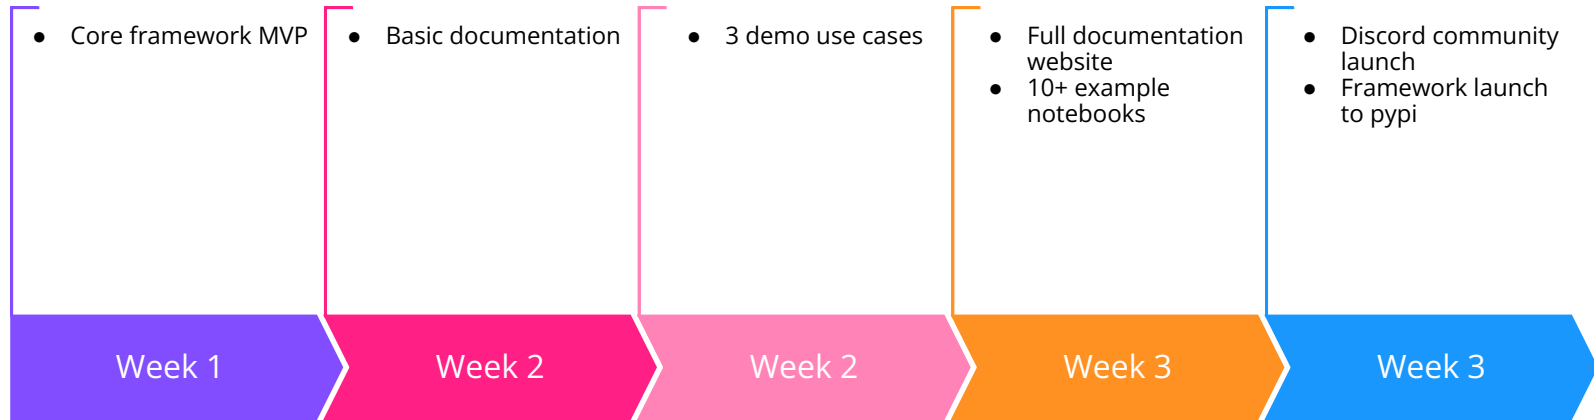 ● Core framework MVP
● Basic documentation
● 3 demo use cases
● Full documentation
website
● 10+ example
notebooks
● Discord community
launch
● Framework launch
to pypi
Week 1
Week 2
Week 2
Week 3
Week 3